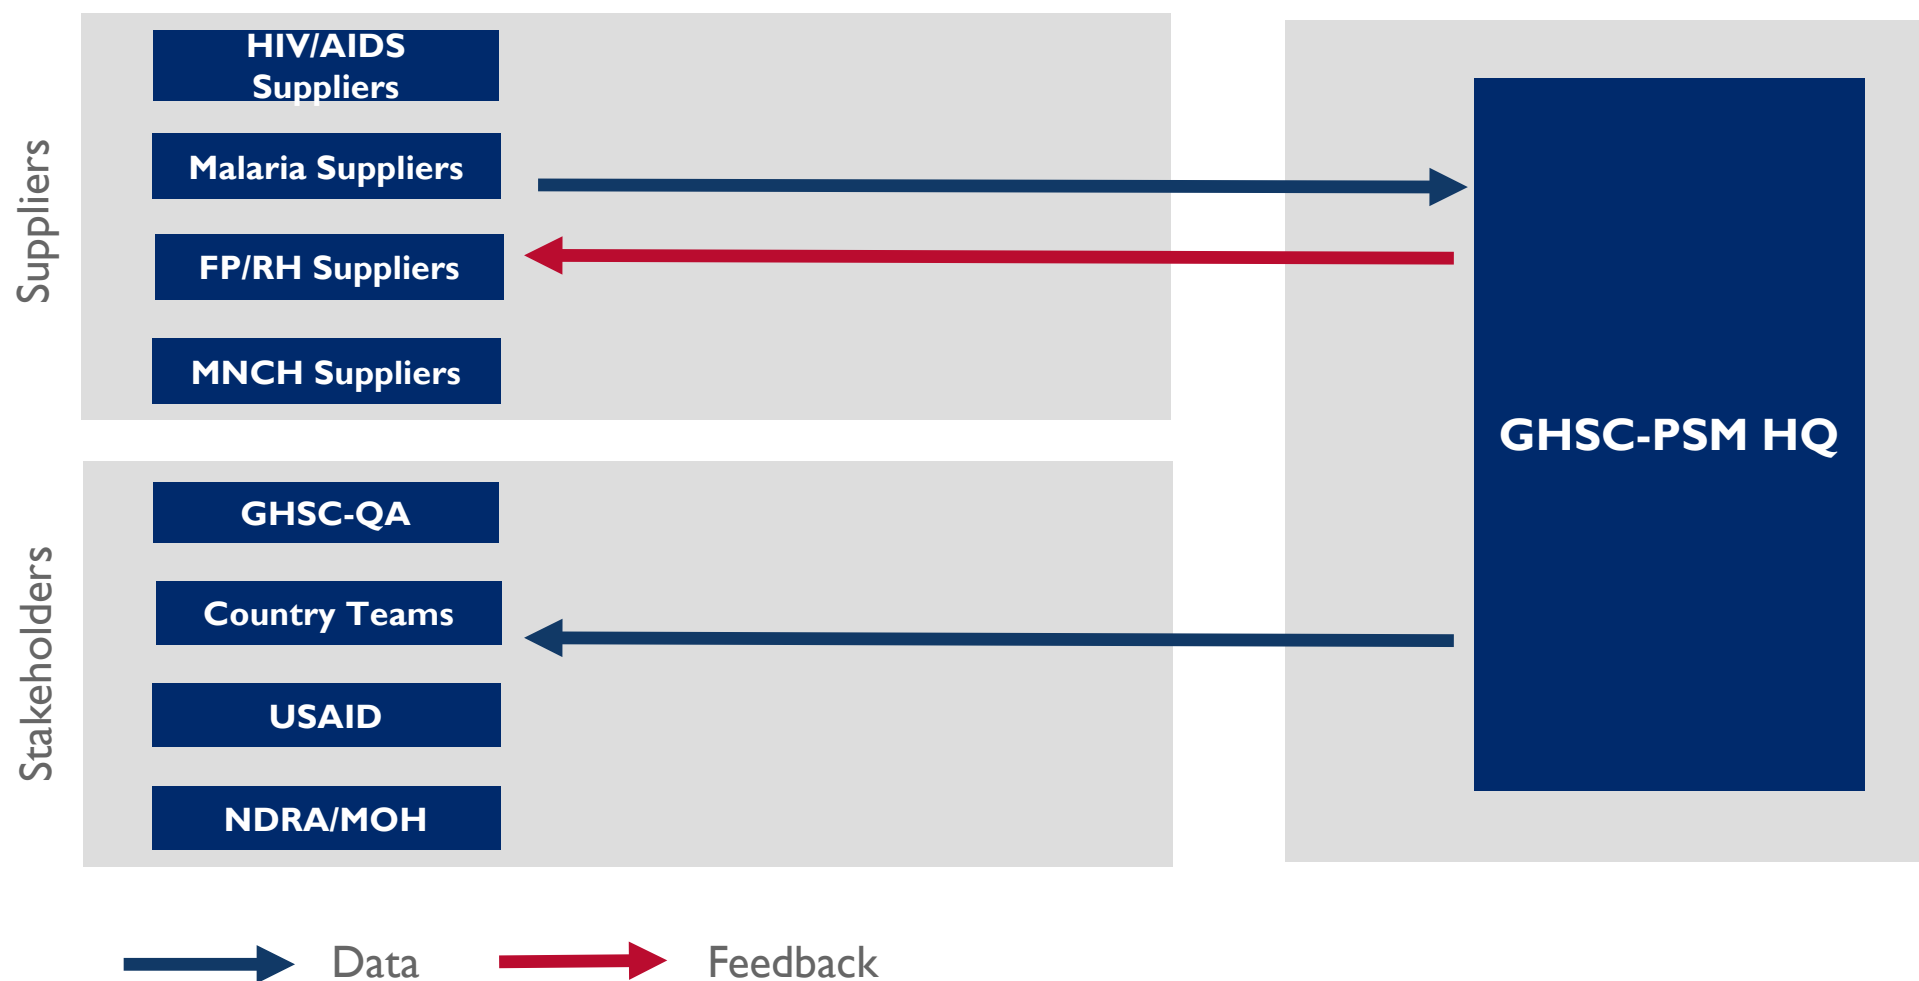 Suppliers
HIV/AIDS
Suppliers
Malaria Suppliers
FP/RH Suppliers
MNCH Suppliers
GHSC-PSM HQ
Stakeholders
GHSC-QA
Country Teams
USAID
NDRA/MOH
Data
Feedback